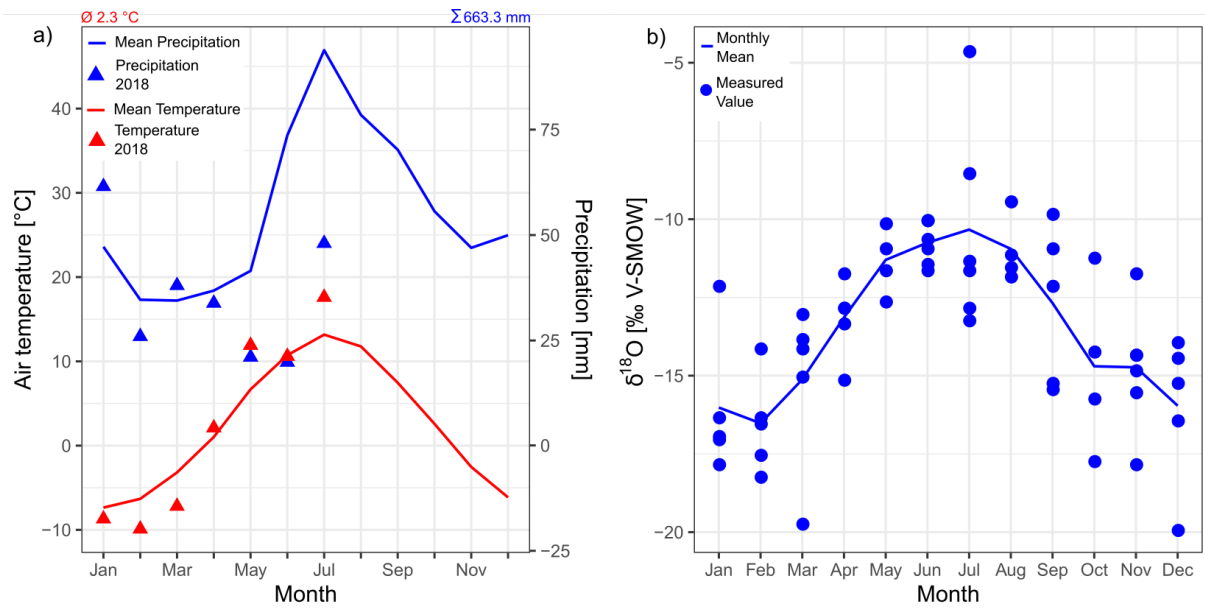 Ø 2.3 °C
Σ 663.3 mm
a)
Mean Precipitation
Precipitation
2018
Mean Temperature
Temperature
2018
Air temperature [°C]
40
30
20
10
0
−10
75
50
25
0
−25
Precipitation [mm]
Jan Mar May Jul Sep Nov
Month
b)
Monthly
Mean
Measured
Value
δ¹⁸O [‰ V-SMOW]
−5
−10
−15
−20
Jan Feb Mar Apr May Jun Jul Aug Sep Oct Nov Dec
Month